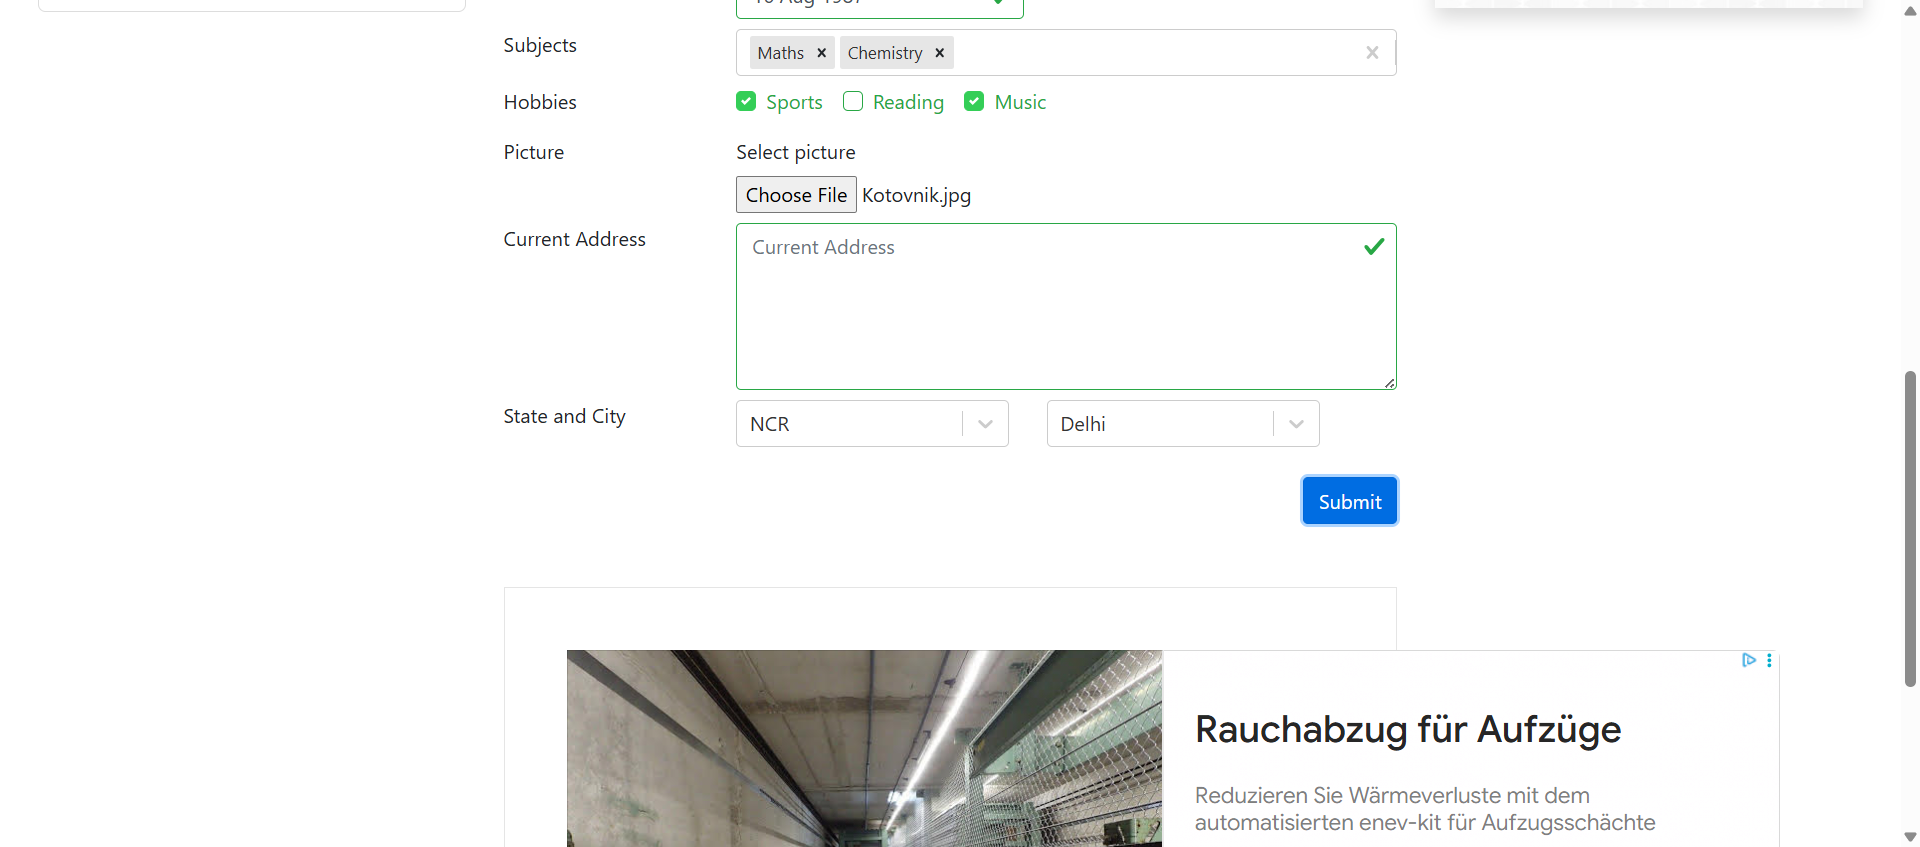 Subjects
Maths × Chemistry ×
Hobbies
Sports Reading Music
Picture
Select picture
Choose File Kotovnik.jpg
Current Address
Current Address
State and City
NCR
Delhi
Submit
Rauchabzug für Aufzüge
Reduzieren Sie Wärmeverluste mit dem
automatisierten enev-kit für Aufzugsschächte